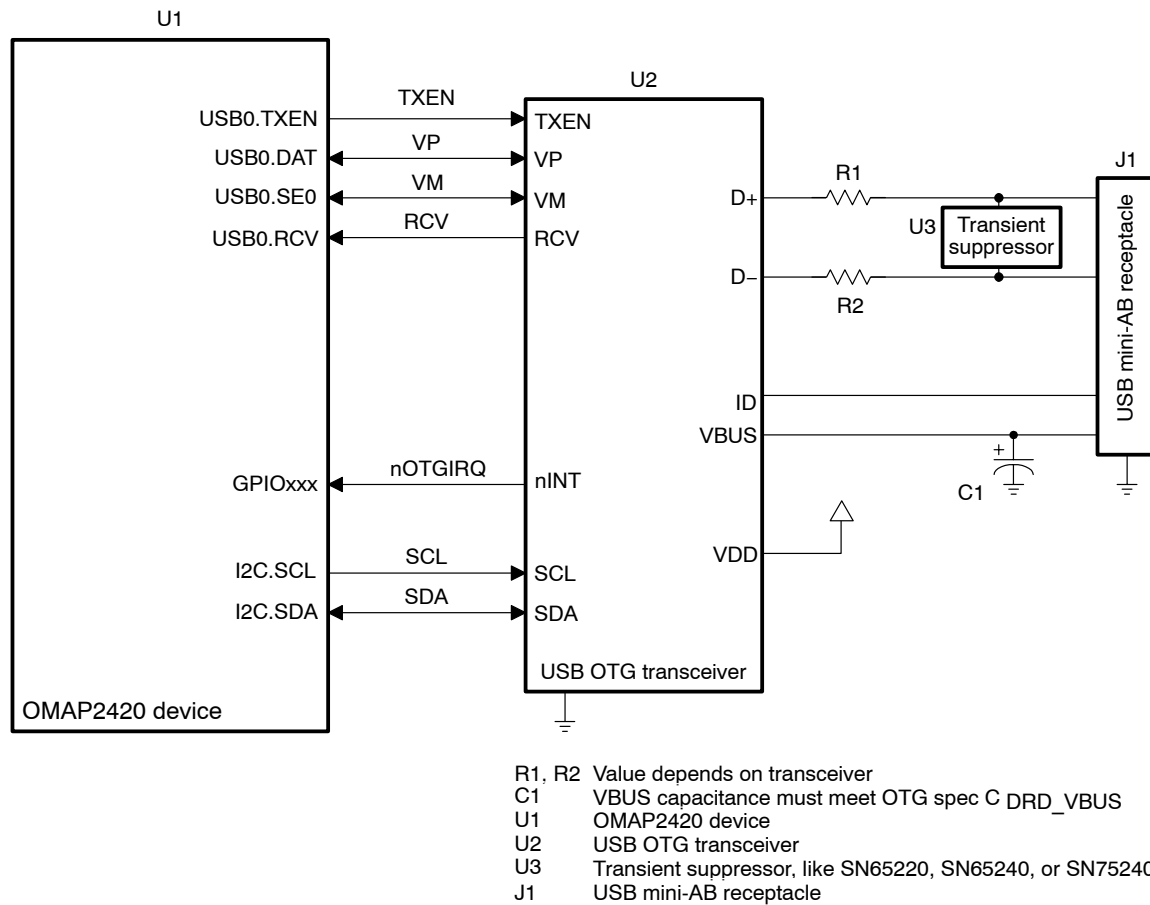 U1
U2
J1
TXEN
USB0.TXEN
TXEN
VP
USB0.DAT
VP
VM
USB0.SE0
VM
RCV
USB0.RCV
RCV
D+
R1
U3
Transient
suppressor
D–
R2
USB mini-AB receptacle
ID
VBUS
+
C1
nOTGIRQ
GPIOxxx
nINT
VDD
SCL
I2C.SCL
SCL
SDA
I2C.SDA
SDA
USB OTG transceiver
OMAP2420 device
R1, R2 Value depends on transceiver
C1 VBUS capacitance must meet OTG spec C DRD_VBUS
U1 OMAP2420 device
U2 USB OTG transceiver
U3 Transient suppressor, like SN65220, SN65240, or SN75240
J1 USB mini-AB receptacle